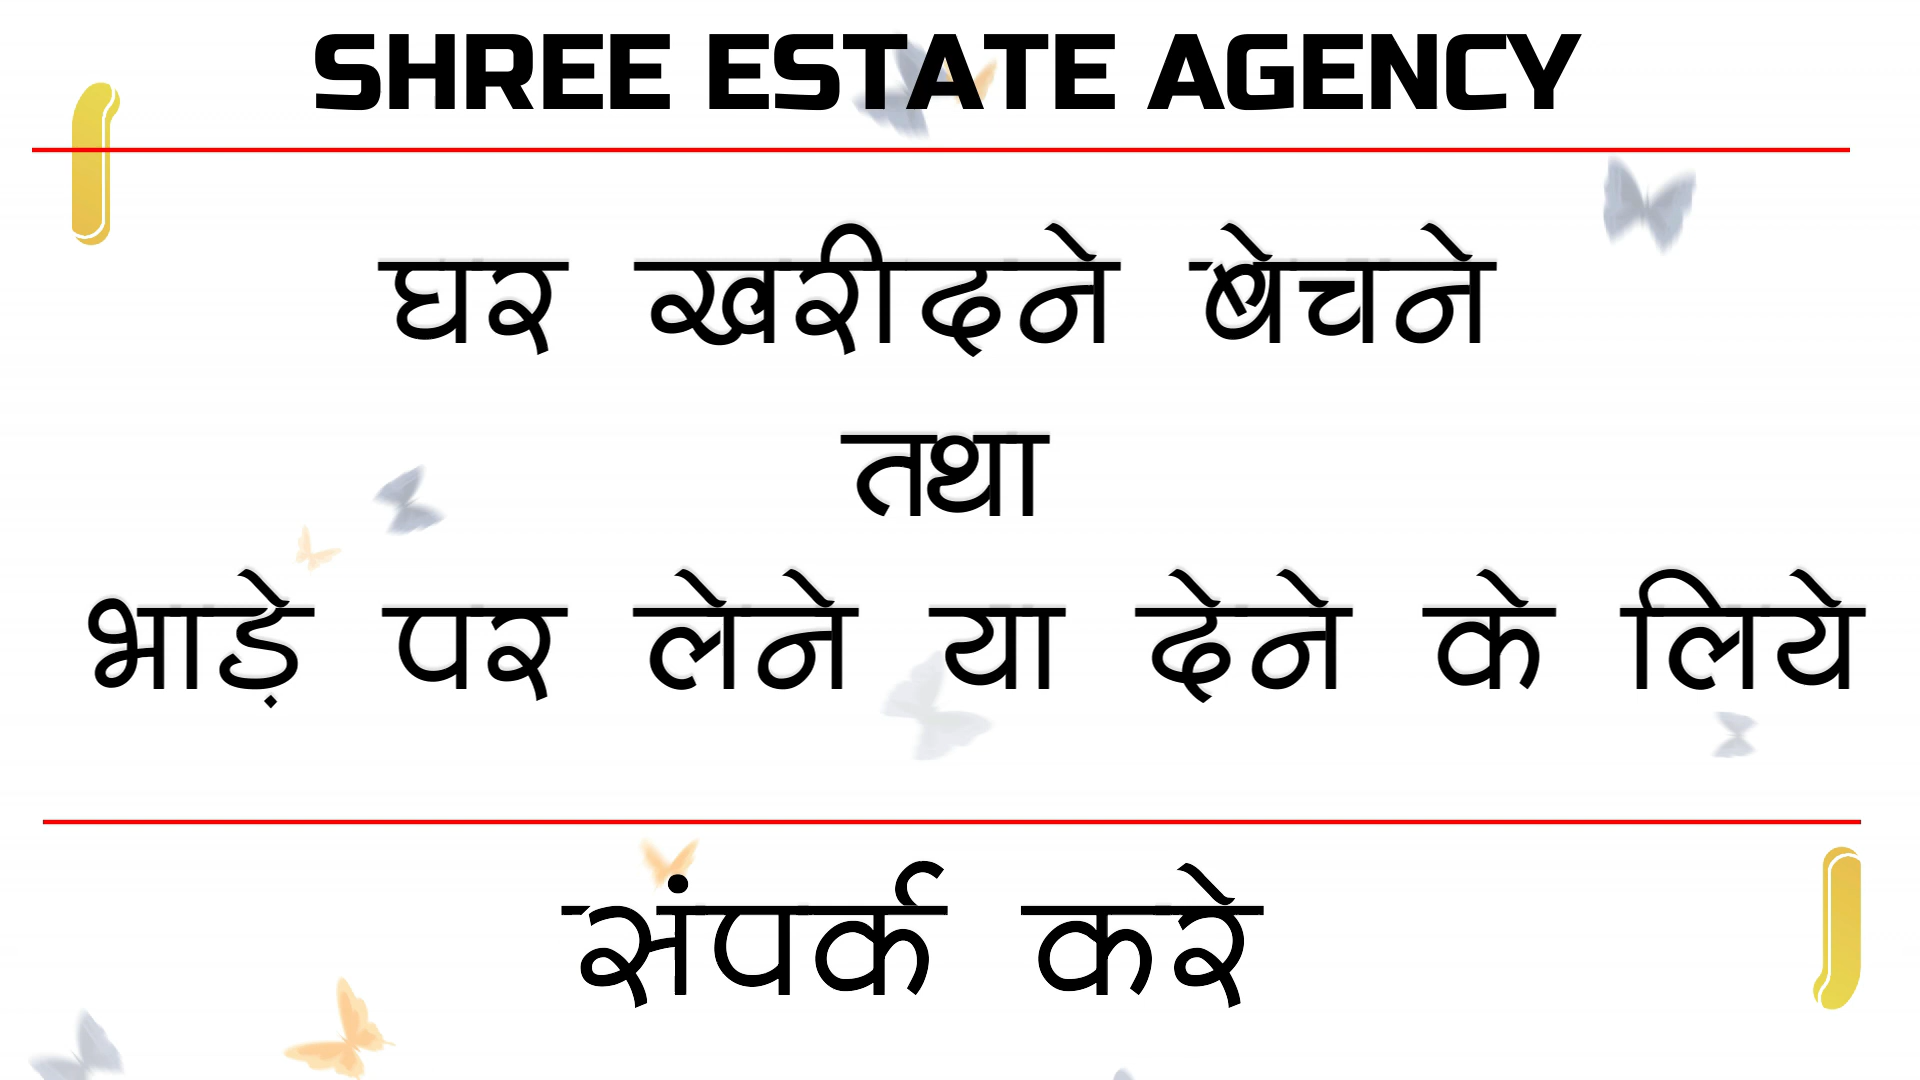 SHREE ESTATE AGENCY
घर खरीदने बेचने
तथा
भाड़े पर लेने या देने के लिये
संपर्क करे